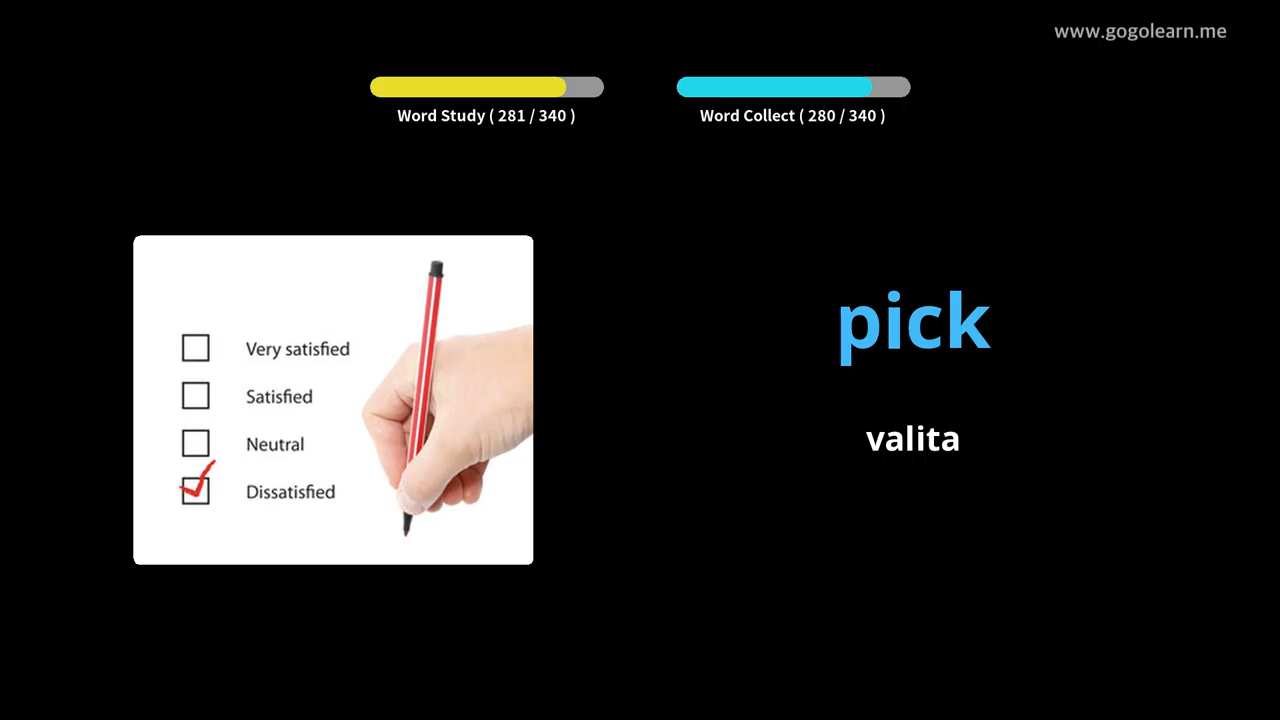 www.gogolearn.me
Word Study ( 281 / 340 )
Word Collect ( 280 / 340 )
Very satisfied
Satisfied
Neutral
Dissatisfied
pick
valita